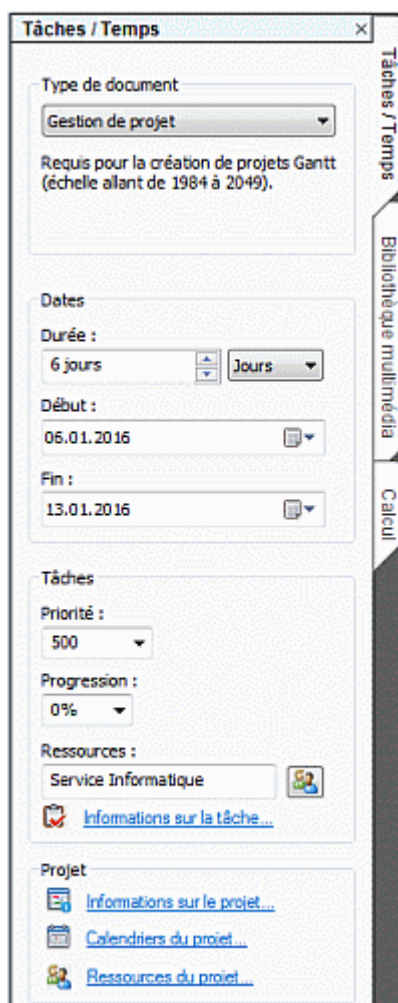 Tâches / Temps
Type de document
Gestion de projet
Requis pour la création de projets Gantt
(échelle allant de 1984 à 2049).
Dates
Durée :
6 jours
Jours
Début :
06.01.2016
Fin :
13.01.2016
Tâches
Priorité :
500
Progression :
0%
Ressources :
Service Informatique
Informations sur la tâche...
Projet
Informations sur le projet...
Calendriers du projet...
Ressources du projet...
Tâches / Temps
Bibliothèque multimédia
Calcul